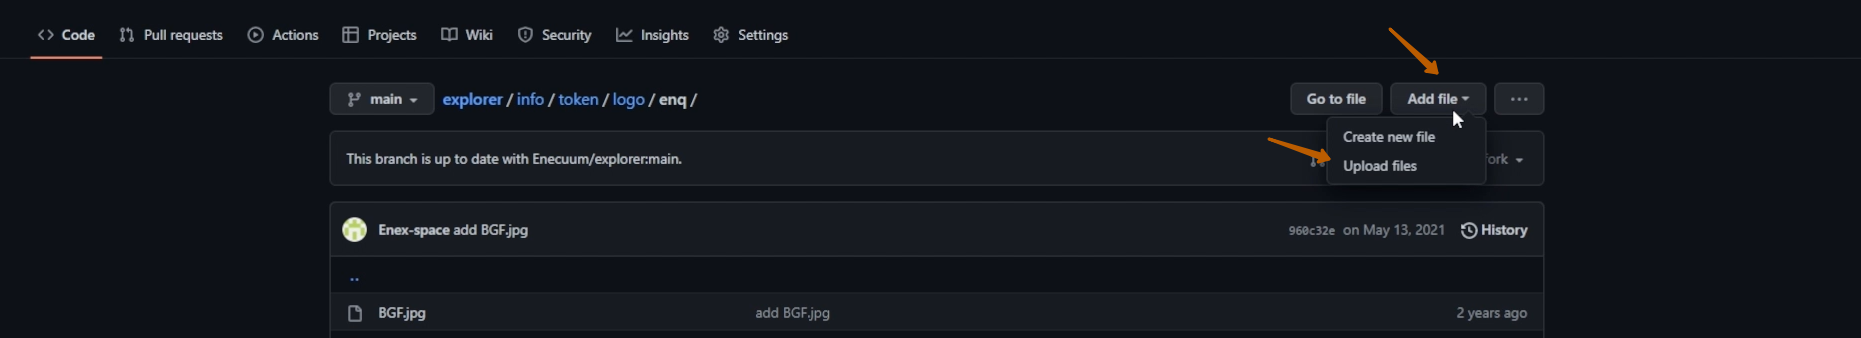 Code Pull requests Actions Projects Wiki Security Insights Settings
main explorer / info / token / logo / enq / Go to file Add file ...
Create new file
This branch is up to date with Enecuum/explorer:main.
Upload files
Enex-space add BGF.jpg 960c32e on May 13, 2021 History
..
BGF.jpg add BGF.jpg 2 years ago